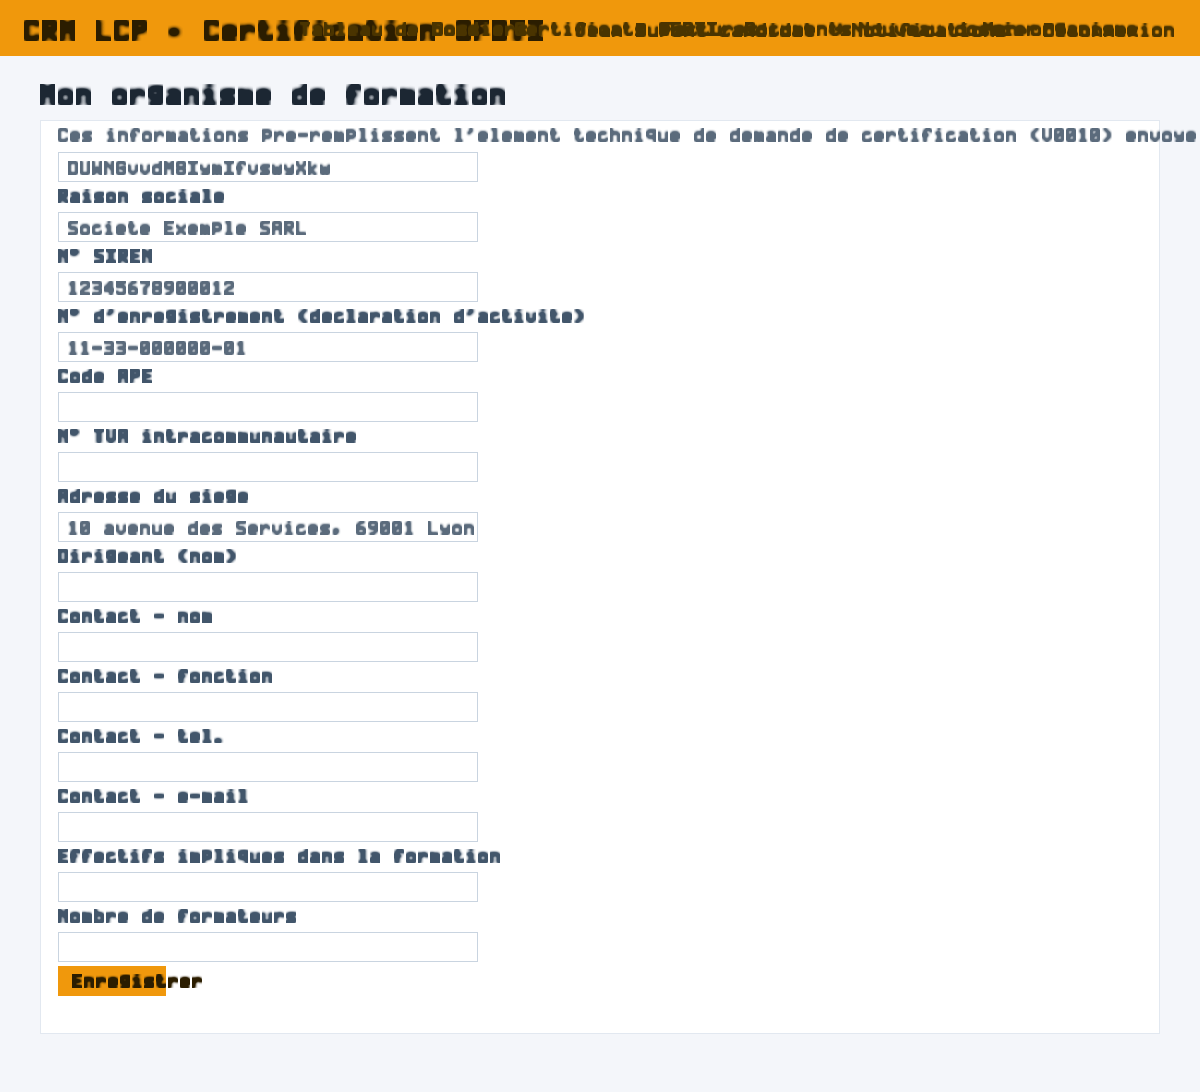 CRM LCP • Certification
Mon organisme de formation
Ces informations pre-remplissent l'element technique de demande de certification (V0010) envoye
Raison sociale
Societe Exemple SARL
N° SIREN
12345678900012
N° d'enregistrement (declaration d'activite)
11-33-000000-01
Code APE
N° TVA intracommunautaire
Adresse du siege
10 avenue des Services, 69001 Lyon
Dirigeant (nom)
Contact - nom
Contact - fonction
Contact - tel.
Contact - e-mail
Effectifs impliques dans la formation
Nombre de formateurs
Enregistrer